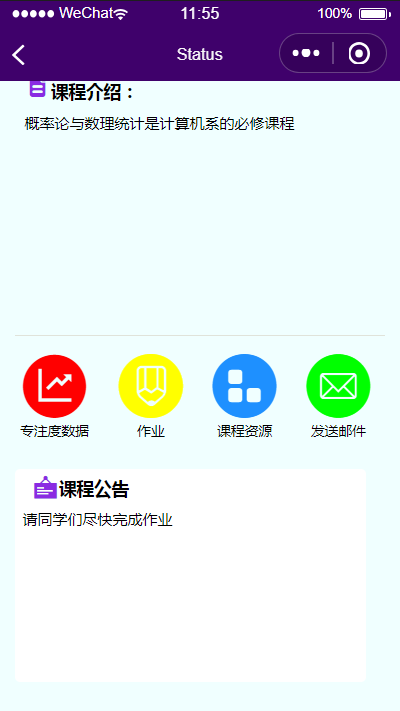 WeChat 11:55 100%
Status
课程介绍：
概率论与数理统计是计算机系的必修课程
专注度数据 作业 课程资源 发送邮件
课程公告
请同学们尽快完成作业